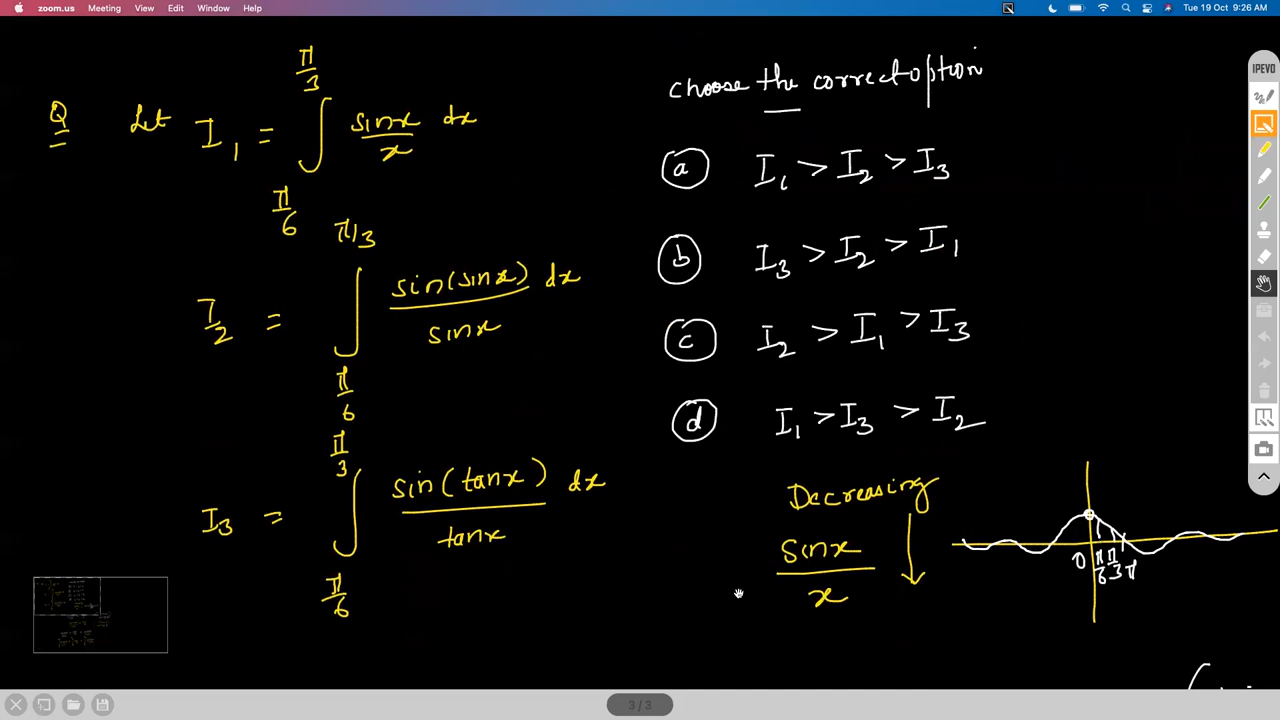 zoom.us Meeting View Edit Window Help Tue 19 Oct 9:26 AM
IPEVO
Q Let I₁ = ∫_{π/6}^{π/3} sinx/x dx
I₂ = ∫_{π/6}^{π/3} sin(sinx)/sinx dx
I₃ = ∫_{π/6}^{π/3} sin(tanx)/tanx dx
choose the correct option
(a) I₁ > I₂ > I₃
(b) I₃ > I₂ > I₁
(c) I₂ > I₁ > I₃
(d) I₁ > I₃ > I₂
Decreasing
sinx/x
0 π/6 π/3 π
3 / 3